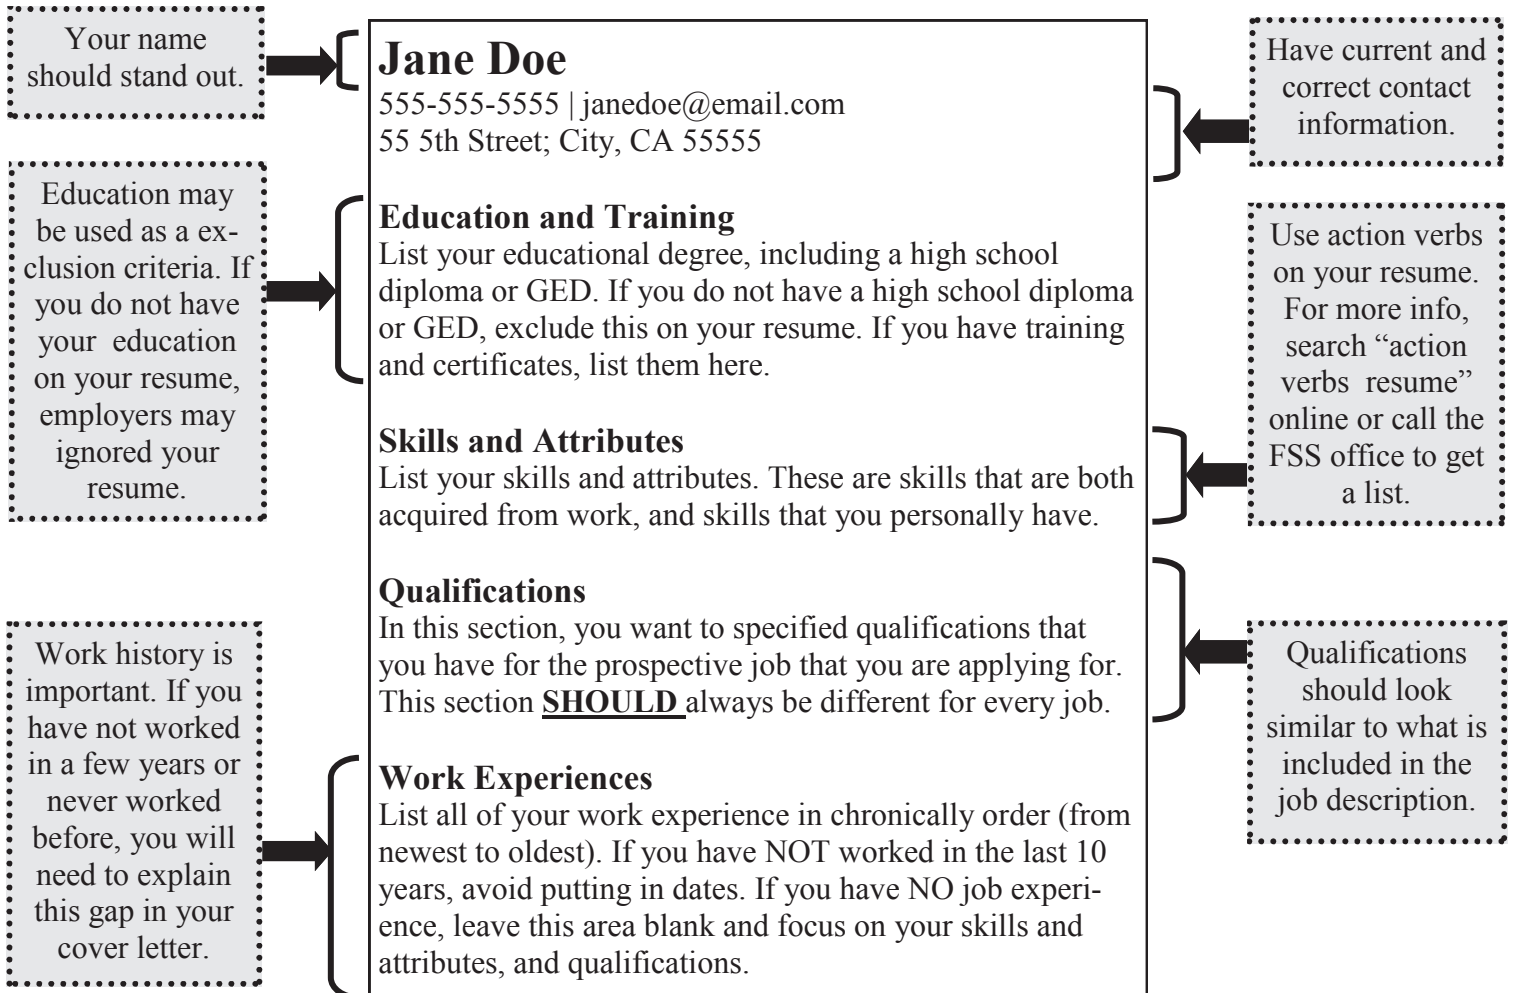 Your name
should stand out.
Jane Doe
555-555-5555 | janedoe@email.com
55 5th Street; City, CA 55555
Have current and
correct contact
information.
Education may
be used as a ex-
clusion criteria. If
you do not have
your education
on your resume,
employers may
ignored your
resume.
Education and Training
List your educational degree, including a high school
diploma or GED. If you do not have a high school diploma
or GED, exclude this on your resume. If you have training
and certificates, list them here.
Use action verbs
on your resume.
For more info,
search “action
verbs resume”
online or call the
FSS office to get
a list.
Skills and Attributes
List your skills and attributes. These are skills that are both
acquired from work, and skills that you personally have.
Qualifications
In this section, you want to specified qualifications that
you have for the prospective job that you are applying for.
This section SHOULD always be different for every job.
Qualifications
should look
similar to what is
included in the
job description.
Work history is
important. If you
have not worked
in a few years or
never worked
before, you will
need to explain
this gap in your
cover letter.
Work Experiences
List all of your work experience in chronically order (from
newest to oldest). If you have NOT worked in the last 10
years, avoid putting in dates. If you have NO job experi-
ence, leave this area blank and focus on your skills and
attributes, and qualifications.